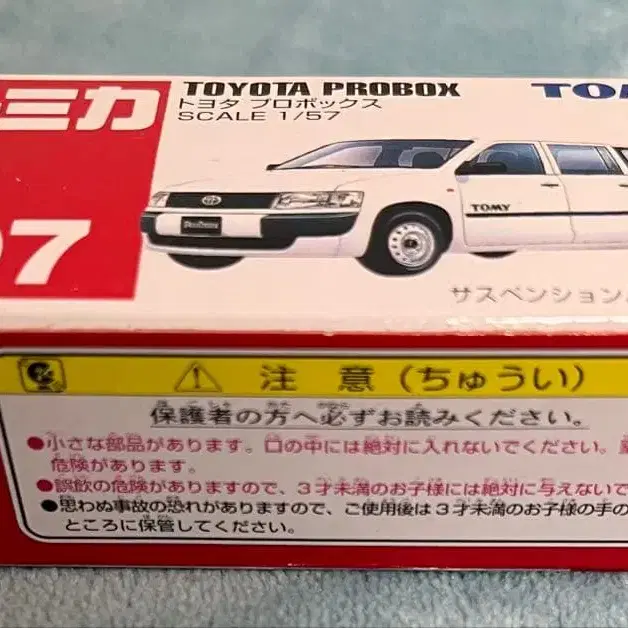 トミカ
TOYOTA PROBOX
トヨタ プロボックス
SCALE 1/57
TOM
97
TOMY
サスペンション
⚠ 注 意 (ちゅうい)
保護者の方へ必ずお読みください。
●小さな部品があります。口の中には絶対に入れないでください。
危険があります。
●誤飲の危険がありますので、3才未満のお子様には絶対に与えないで
●思わぬ事故の恐れがありますので、ご使用後は3才未満のお子様の手の
ところに保管してください。